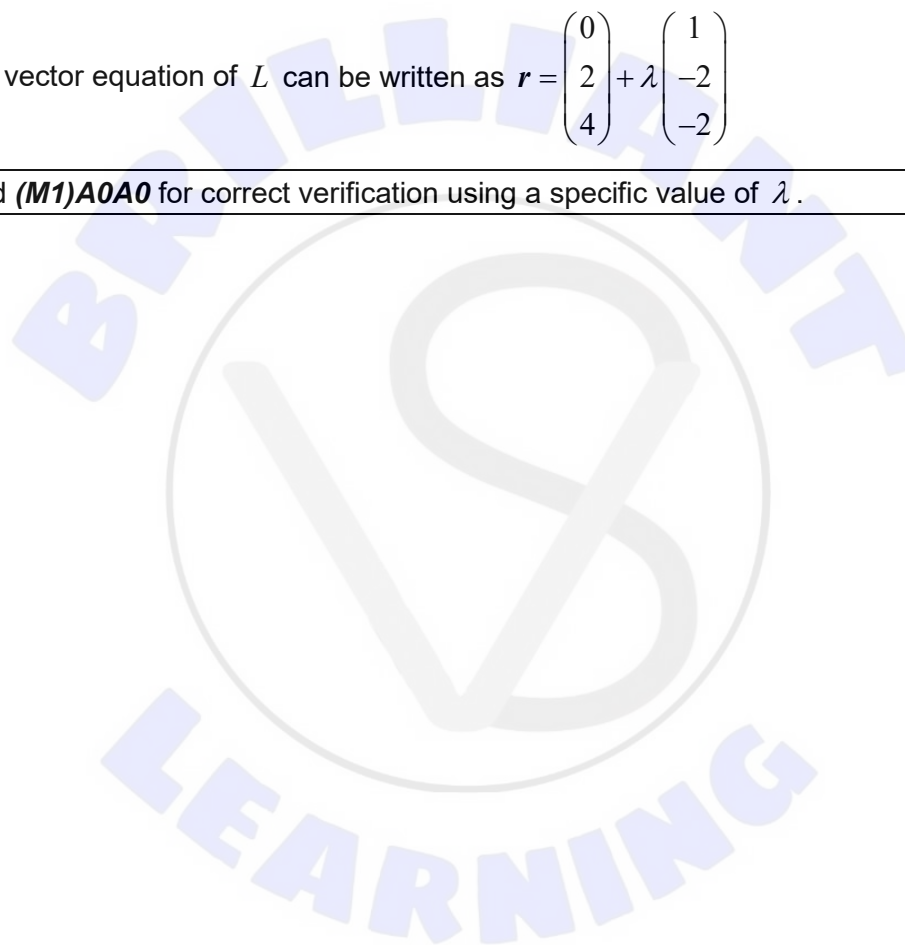 vector equation of L can be written as r = (0 2 4) + λ (1 −2 −2)
(M1)A0A0 for correct verification using a specific value of λ.
BRILLIANT
VS
LEARNING